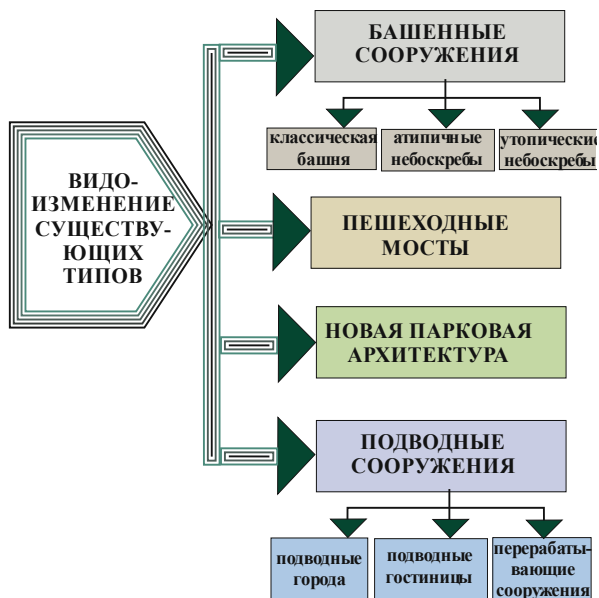 БАШЕННЫЕ
СООРУЖЕНИЯ
классическая
башня
атипичные
небоскребы
утопические
небоскребы
ВИДО-
ИЗМЕНЕНИЕ
СУЩЕСТВУ-
ЮЩИХ
ТИПОВ
ПЕШЕХОДНЫЕ
МОСТЫ
НОВАЯ ПАРКОВАЯ
АРХИТЕКТУРА
ПОДВОДНЫЕ
СООРУЖЕНИЯ
подводные
города
подводные
гостиницы
перерабаты-
вающие
сооружения